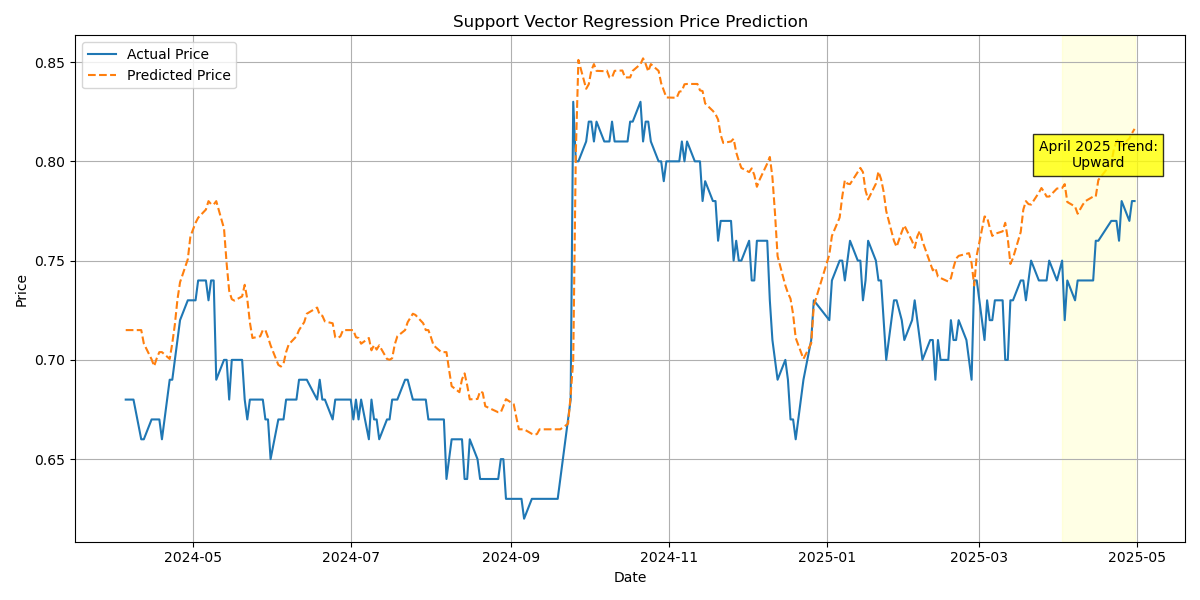 Support Vector Regression Price Prediction
Actual Price
Predicted Price
April 2025 Trend:
Upward
Price
0.85
0.80
0.75
0.70
0.65
2024-05
2024-07
2024-09
2024-11
2025-01
2025-03
2025-05
Date